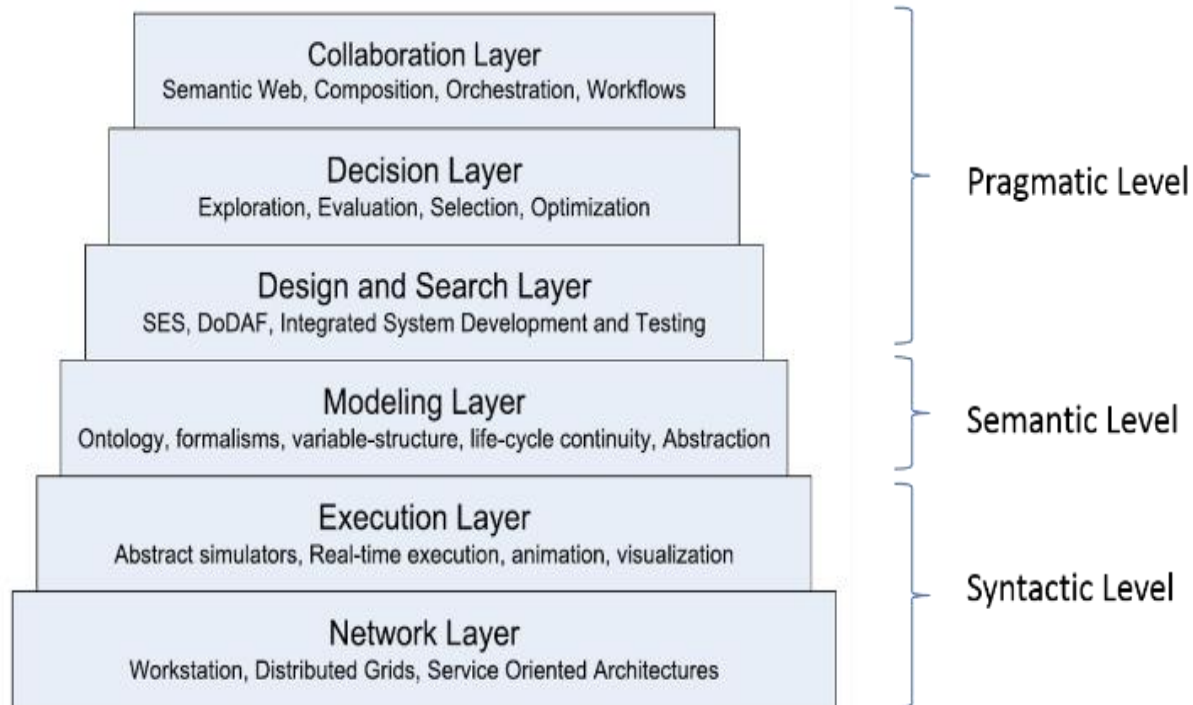 Collaboration Layer
Semantic Web, Composition, Orchestration, Workflows
Decision Layer
Exploration, Evaluation, Selection, Optimization
Design and Search Layer
SES, DoDAF, Integrated System Development and Testing
Pragmatic Level
Modeling Layer
Ontology, formalisms, variable-structure, life-cycle continuity, Abstraction
Semantic Level
Execution Layer
Abstract simulators, Real-time execution, animation, visualization
Network Layer
Workstation, Distributed Grids, Service Oriented Architectures
Syntactic Level